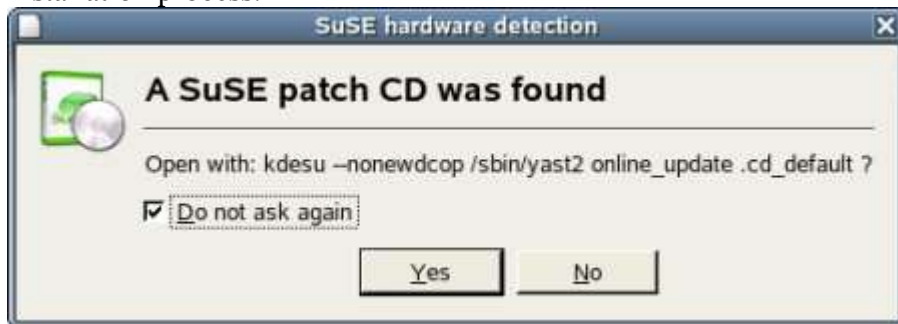 process.
SuSE hardware detection
A SuSE patch CD was found
Open with: kdesu --nonewdcop /sbin/yast2 online_update .cd_default ?
Do not ask again
Yes
No